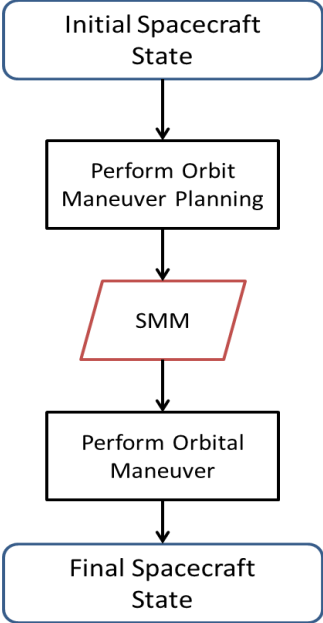 Initial Spacecraft
State
Perform Orbit
Maneuver Planning
SMM
Perform Orbital
Maneuver
Final Spacecraft
State